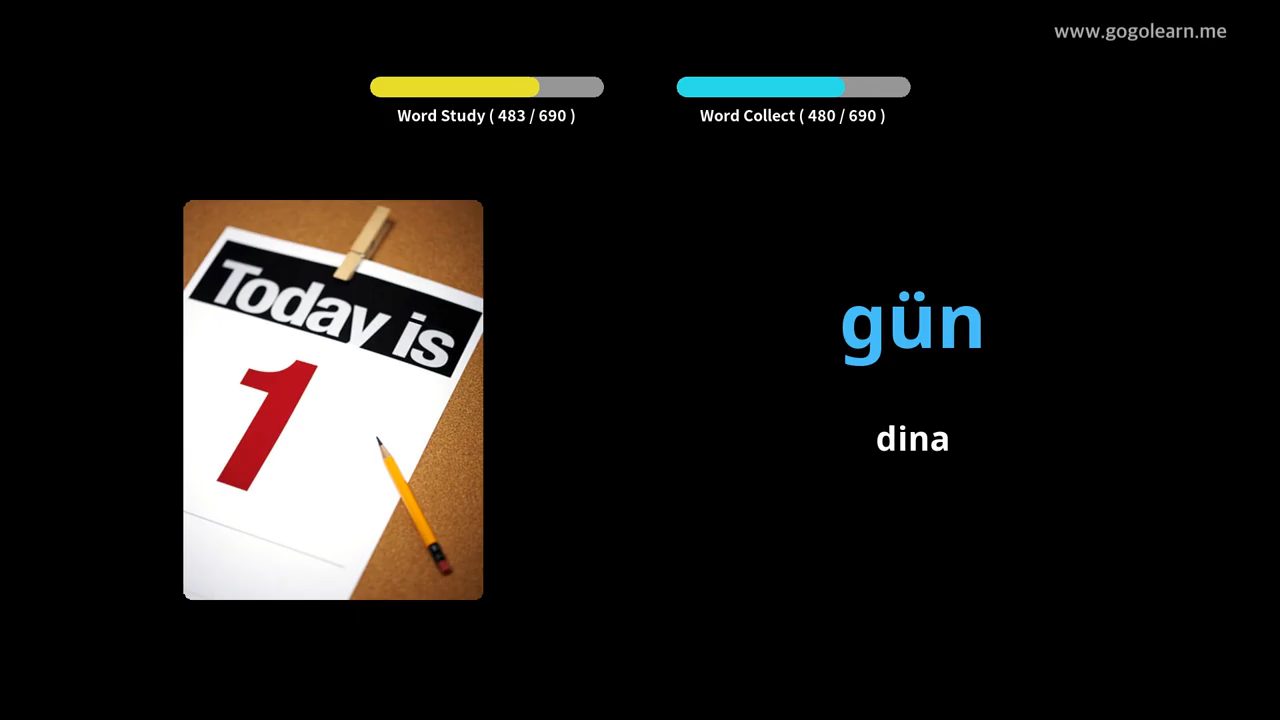 www.gogolearn.me
Word Study ( 483 / 690 )
Word Collect ( 480 / 690 )
Today is
1
gün
dina